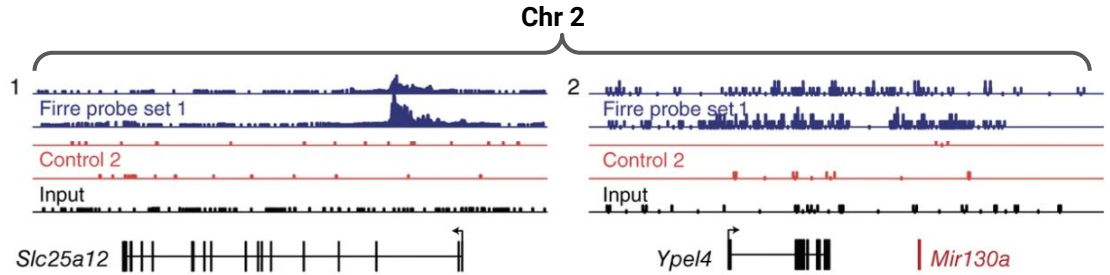 Chr 2
1
Firre probe set 1
Control 2
Input
Slc25a12
2
Firre probe set 1
Control 2
Input
Ypel4
Mir130a